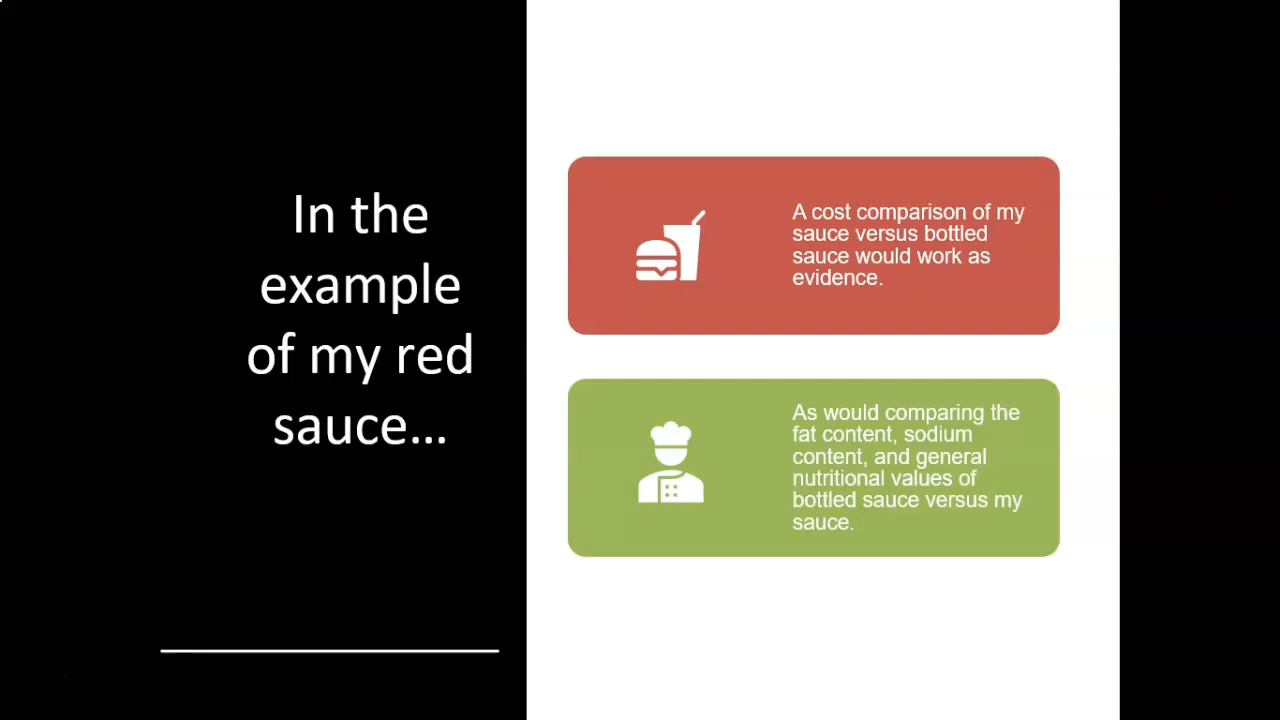 In the
example
of my red
sauce…
A cost comparison of my
sauce versus bottled
sauce would work as
evidence.
As would comparing the
fat content, sodium
content, and general
nutritional values of
bottled sauce versus my
sauce.